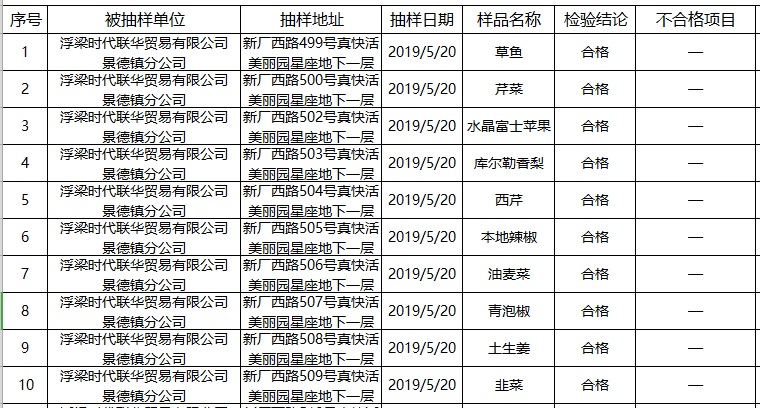 序号 被抽样单位 抽样地址 抽样日期 样品名称 检验结论 不合格项目
1 浮梁时代联华贸易有限公司景德镇分公司 新厂西路499号真快活美丽园星座地下一层 2019/5/20 草鱼 合格 —
2 浮梁时代联华贸易有限公司景德镇分公司 新厂西路500号真快活美丽园星座地下一层 2019/5/20 芹菜 合格 —
3 浮梁时代联华贸易有限公司景德镇分公司 新厂西路502号真快活美丽园星座地下一层 2019/5/20 水晶富士苹果 合格 —
4 浮梁时代联华贸易有限公司景德镇分公司 新厂西路503号真快活美丽园星座地下一层 2019/5/20 库尔勒香梨 合格 —
5 浮梁时代联华贸易有限公司景德镇分公司 新厂西路504号真快活美丽园星座地下一层 2019/5/20 西芹 合格 —
6 浮梁时代联华贸易有限公司景德镇分公司 新厂西路505号真快活美丽园星座地下一层 2019/5/20 本地辣椒 合格 —
7 浮梁时代联华贸易有限公司景德镇分公司 新厂西路506号真快活美丽园星座地下一层 2019/5/20 油麦菜 合格 —
8 浮梁时代联华贸易有限公司景德镇分公司 新厂西路507号真快活美丽园星座地下一层 2019/5/20 青泡椒 合格 —
9 浮梁时代联华贸易有限公司景德镇分公司 新厂西路508号真快活美丽园星座地下一层 2019/5/20 土生姜 合格 —
10 浮梁时代联华贸易有限公司景德镇分公司 新厂西路509号真快活美丽园星座地下一层 2019/5/20 韭菜 合格 —